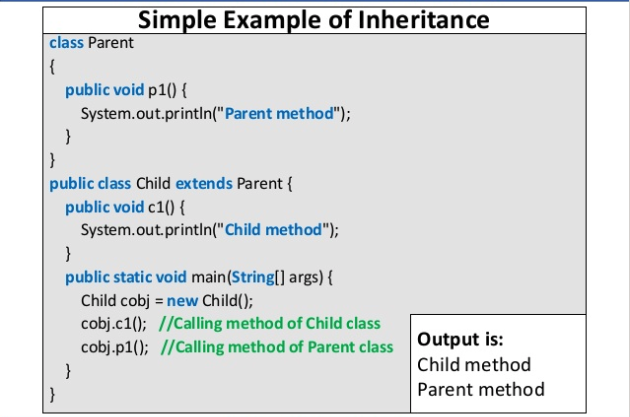 Simple Example of Inheritance
class Parent
{
public void p1() {
System.out.println("Parent method");
}
}
public class Child extends Parent {
public void c1() {
System.out.println("Child method");
}
public static void main(String[] args) {
Child cobj = new Child();
cobj.c1(); //Calling method of Child class
cobj.p1(); //Calling method of Parent class
}
}
Output is:
Child method
Parent method